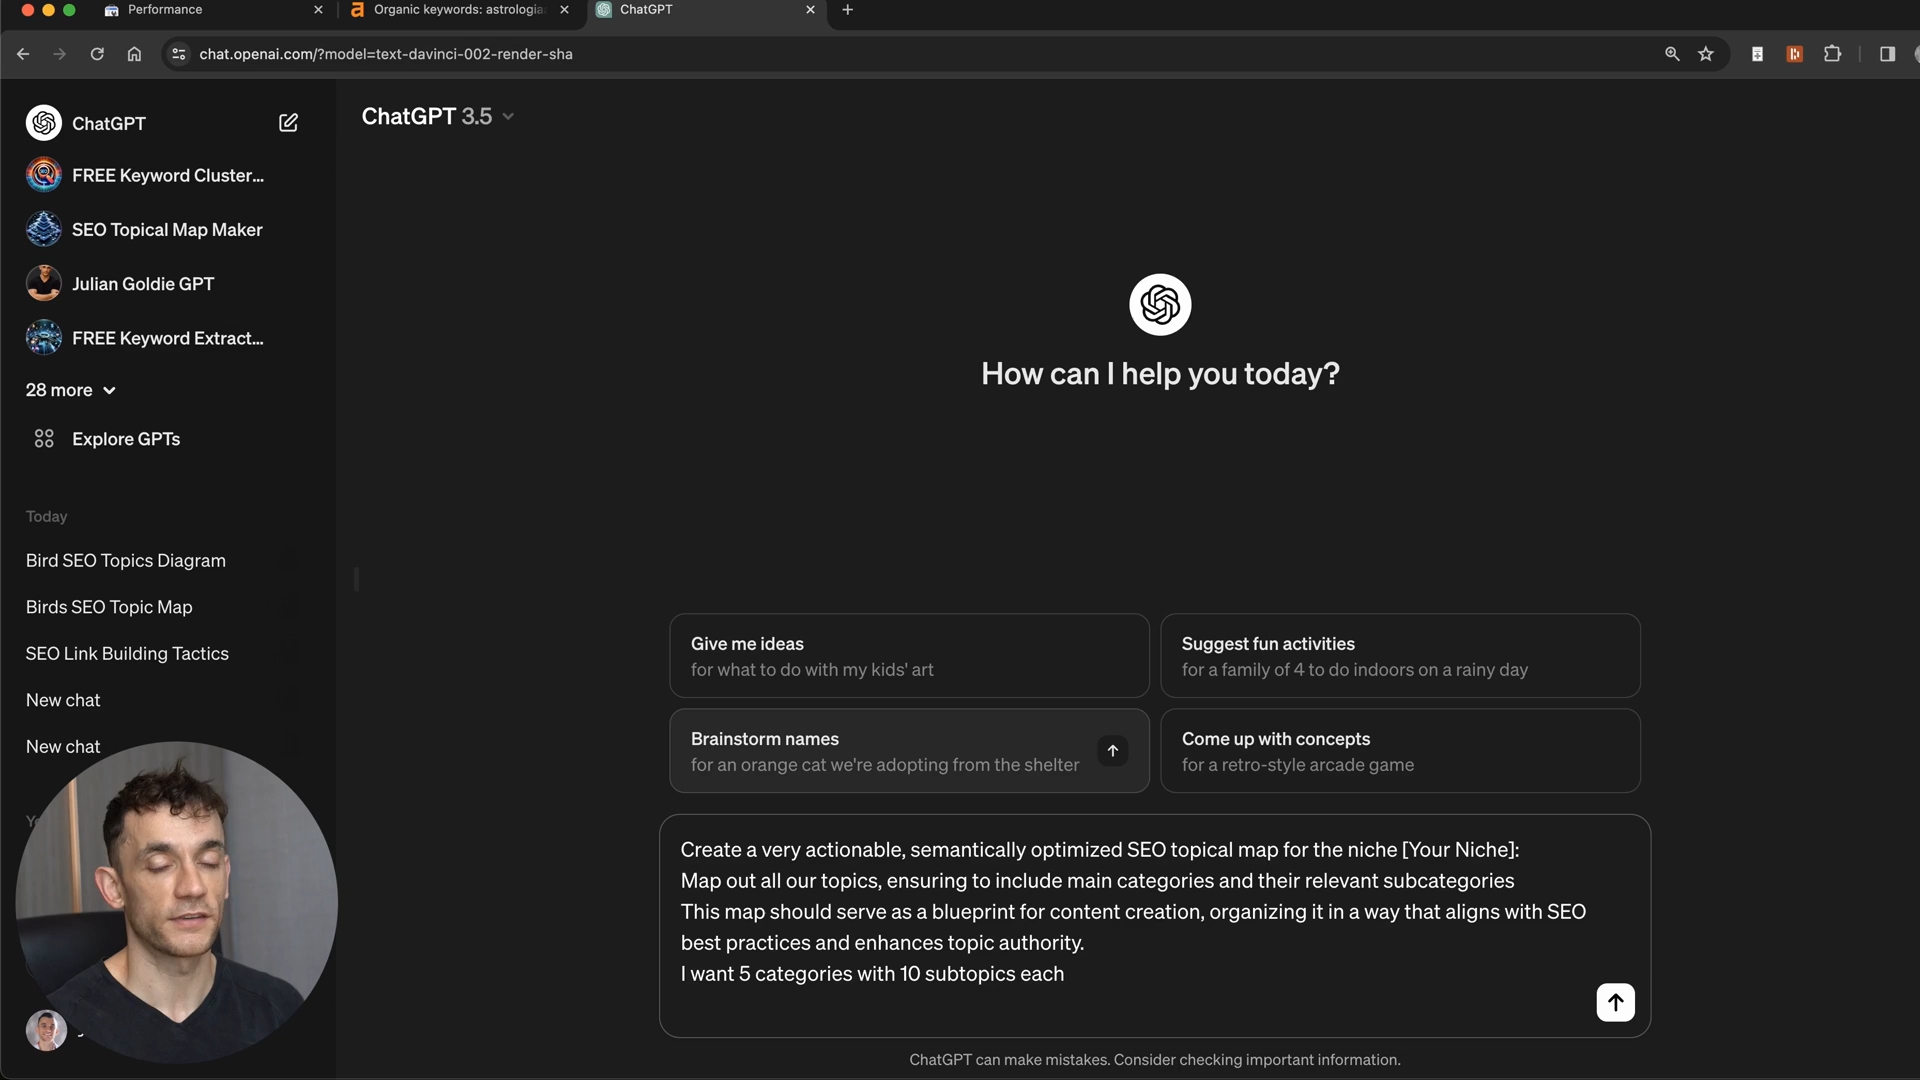 Performance
Organic keywords: astrologia
ChatGPT
chat.openai.com/?model=text-davinci-002-render-sha
ChatGPT
FREE Keyword Cluster...
SEO Topical Map Maker
Julian Goldie GPT
FREE Keyword Extract...
28 more
Explore GPTs
Today
Bird SEO Topics Diagram
Birds SEO Topic Map
SEO Link Building Tactics
New chat
New chat
ChatGPT 3.5
How can I help you today?
Give me ideas
for what to do with my kids' art
Suggest fun activities
for a family of 4 to do indoors on a rainy day
Brainstorm names
for an orange cat we're adopting from the shelter
Come up with concepts
for a retro-style arcade game
Create a very actionable, semantically optimized SEO topical map for the niche [Your Niche]:
Map out all our topics, ensuring to include main categories and their relevant subcategories
This map should serve as a blueprint for content creation, organizing it in a way that aligns with SEO
best practices and enhances topic authority.
I want 5 categories with 10 subtopics each
ChatGPT can make mistakes. Consider checking important information.